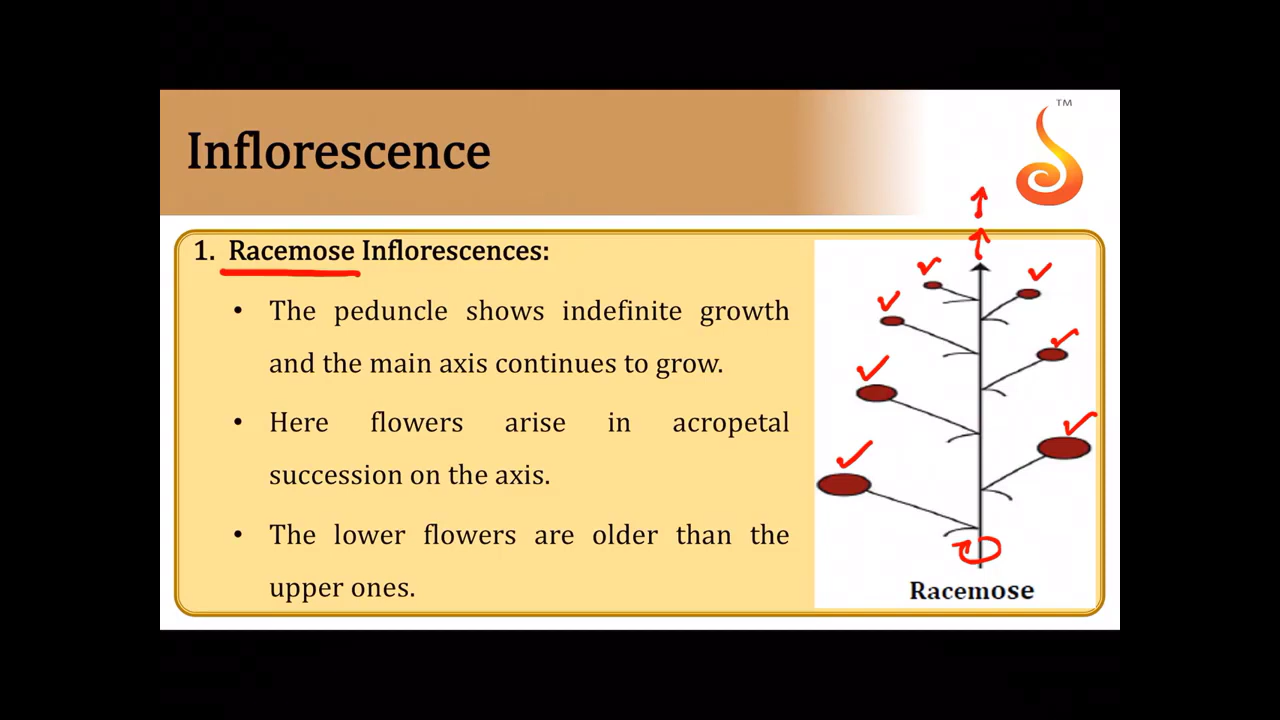 TM
Inflorescence
1. Racemose Inflorescences:
• The peduncle shows indefinite growth
and the main axis continues to grow.
• Here flowers arise in acropetal
succession on the axis.
• The lower flowers are older than the
upper ones.
Racemose